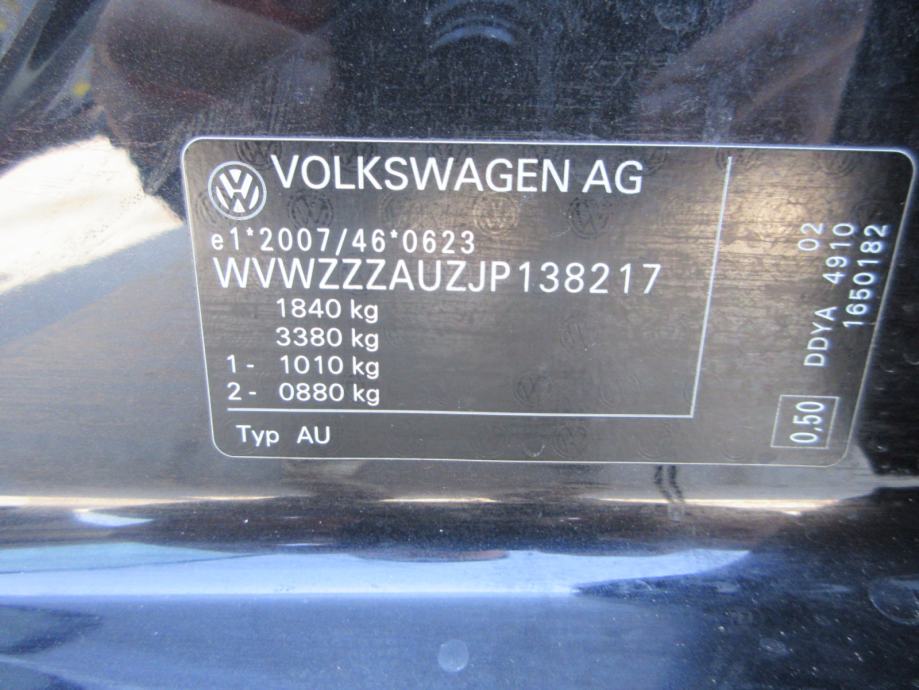 VOLKSWAGEN AG
e1*2007/46*0623
WVWZZZAUZJP138217
1840 kg
3380 kg
1- 1010 kg
2- 0880 kg
Typ AU
02
DDYA 4910
1650182
0,50